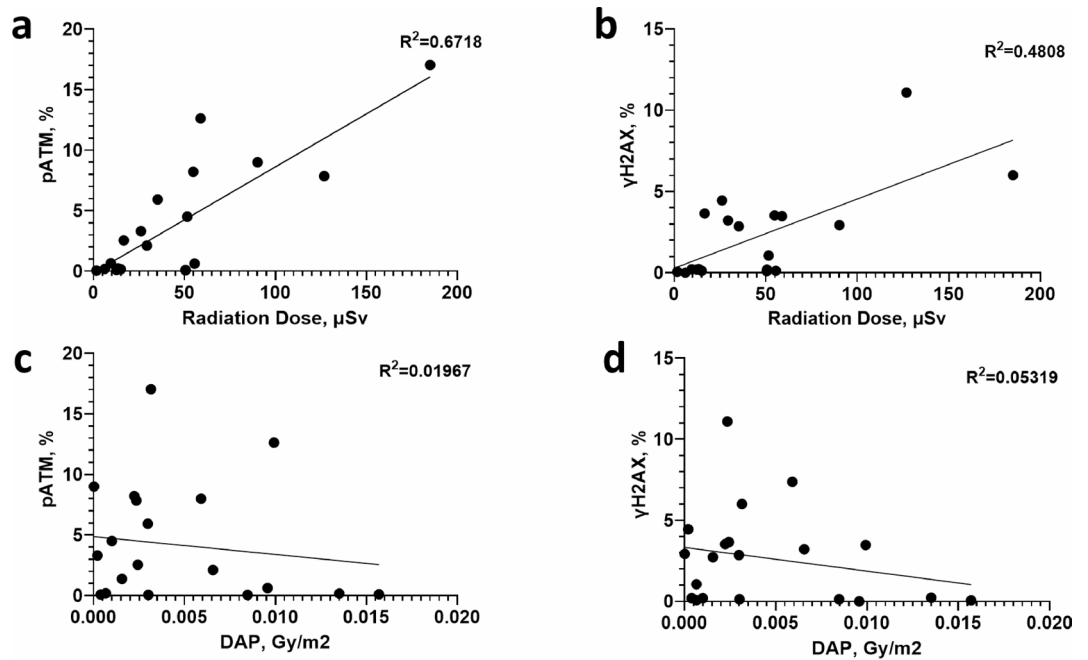 a
R²=0.6718
pATM, %
20
15
10
5
0
0 50 100 150 200
Radiation Dose, µSv
b
R²=0.4808
γH2AX, %
15
10
5
0
0 50 100 150 200
Radiation Dose, µSv
c
R²=0.01967
pATM, %
20
15
10
5
0
0.000 0.005 0.010 0.015 0.020
DAP, Gy/m2
d
R²=0.05319
γH2AX, %
15
10
5
0
0.000 0.005 0.010 0.015 0.020
DAP, Gy/m2